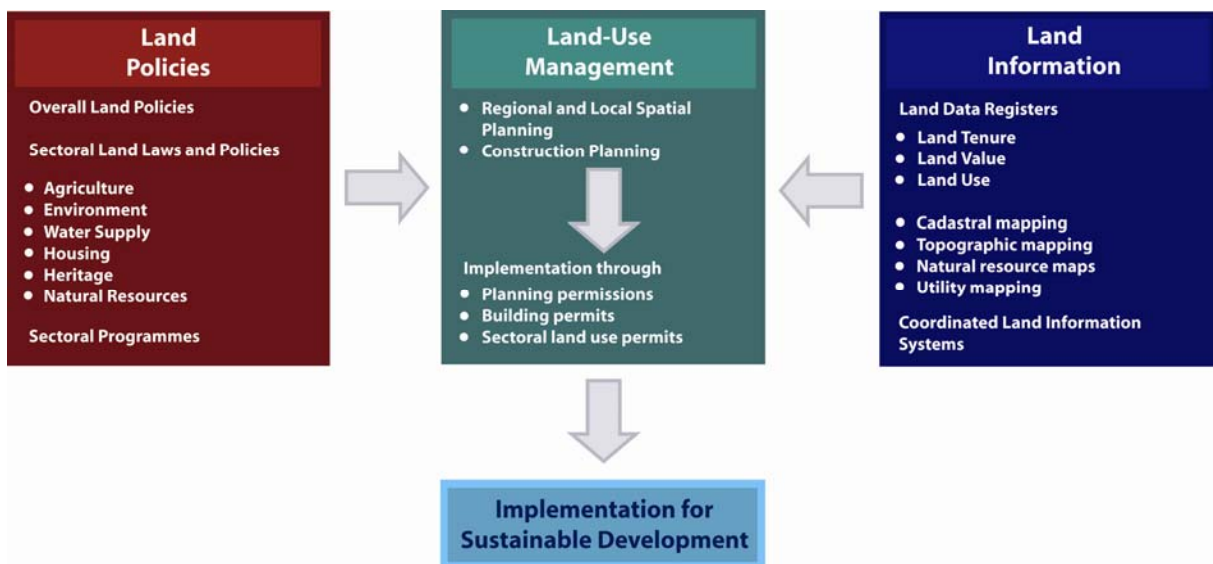 Land
Policies
Overall Land Policies
Sectoral Land Laws and Policies
• Agriculture
• Environment
• Water Supply
• Housing
• Heritage
• Natural Resources
Sectoral Programmes
Land-Use
Management
• Regional and Local Spatial
Planning
• Construction Planning
Implementation through
• Planning permissions
• Building permits
• Sectoral land use permits
Land
Information
Land Data Registers
• Land Tenure
• Land Value
• Land Use
• Cadastral mapping
• Topographic mapping
• Natural resource maps
• Utility mapping
Coordinated Land Information
Systems
Implementation for
Sustainable Development